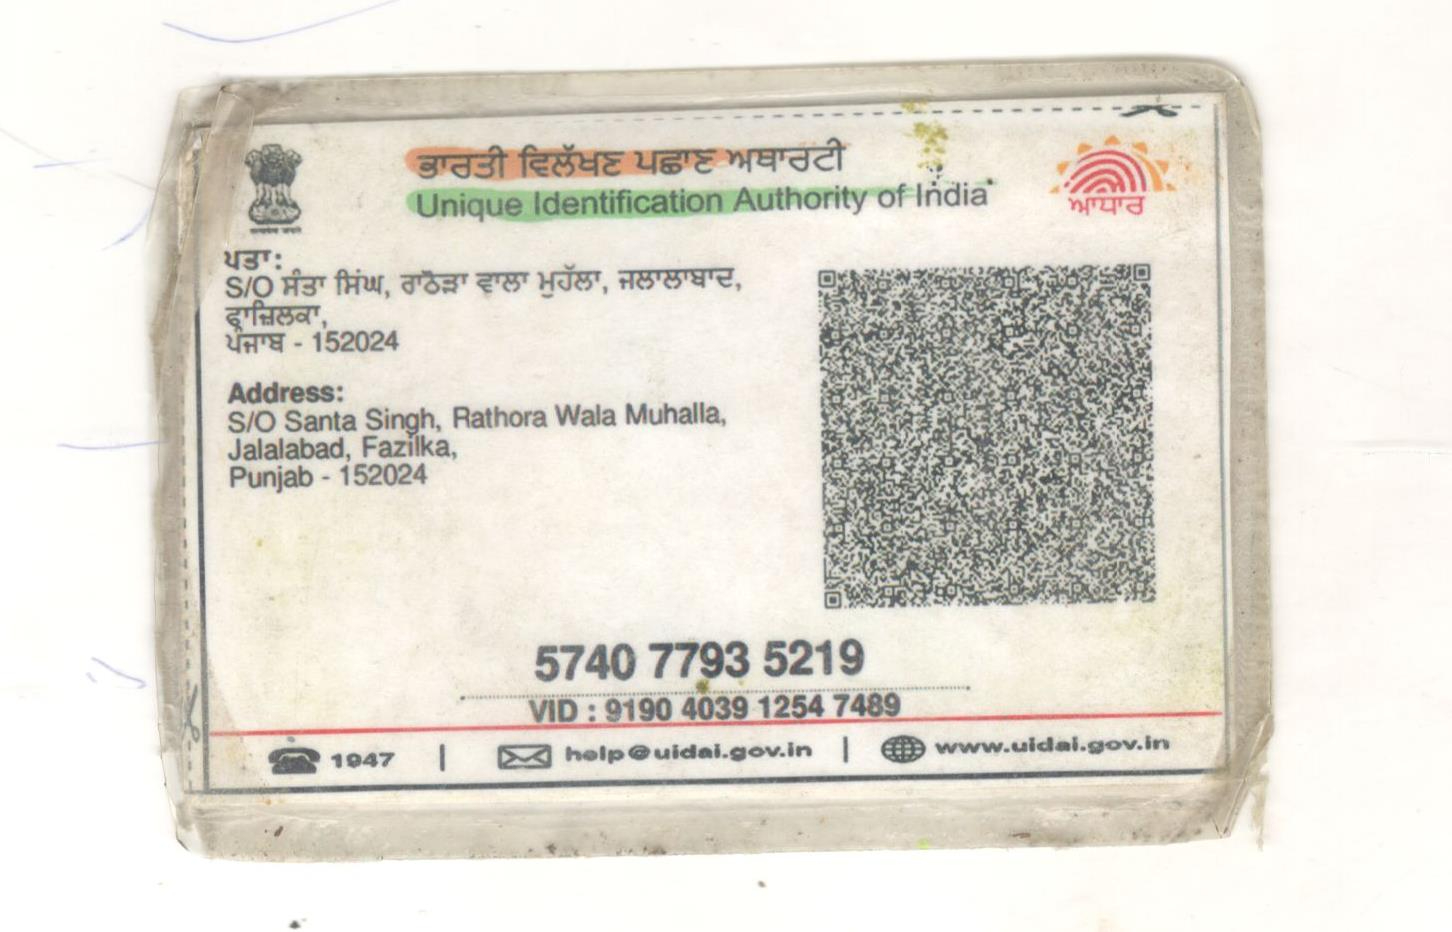 ਭਾਰਤੀ ਵਿਲੱਖਣ ਪਛਾਣ ਅਥਾਰਟੀ
Unique Identification Authority of India
ਆਧਾਰ
ਪਤਾ:
S/O ਸੰਤਾ ਸਿੰਘ, ਰਾਠੋੜਾ ਵਾਲਾ ਮੁਹੱਲਾ, ਜਲਾਲਾਬਾਦ,
ਫਾਜ਼ਿਲਕਾ,
ਪੰਜਾਬ - 152024
Address:
S/O Santa Singh, Rathora Wala Muhalla,
Jalalabad, Fazilka,
Punjab - 152024
5740 7793 5219
VID : 9190 4039 1254 7489
1947 | help@uidai.gov.in | www.uidai.gov.in